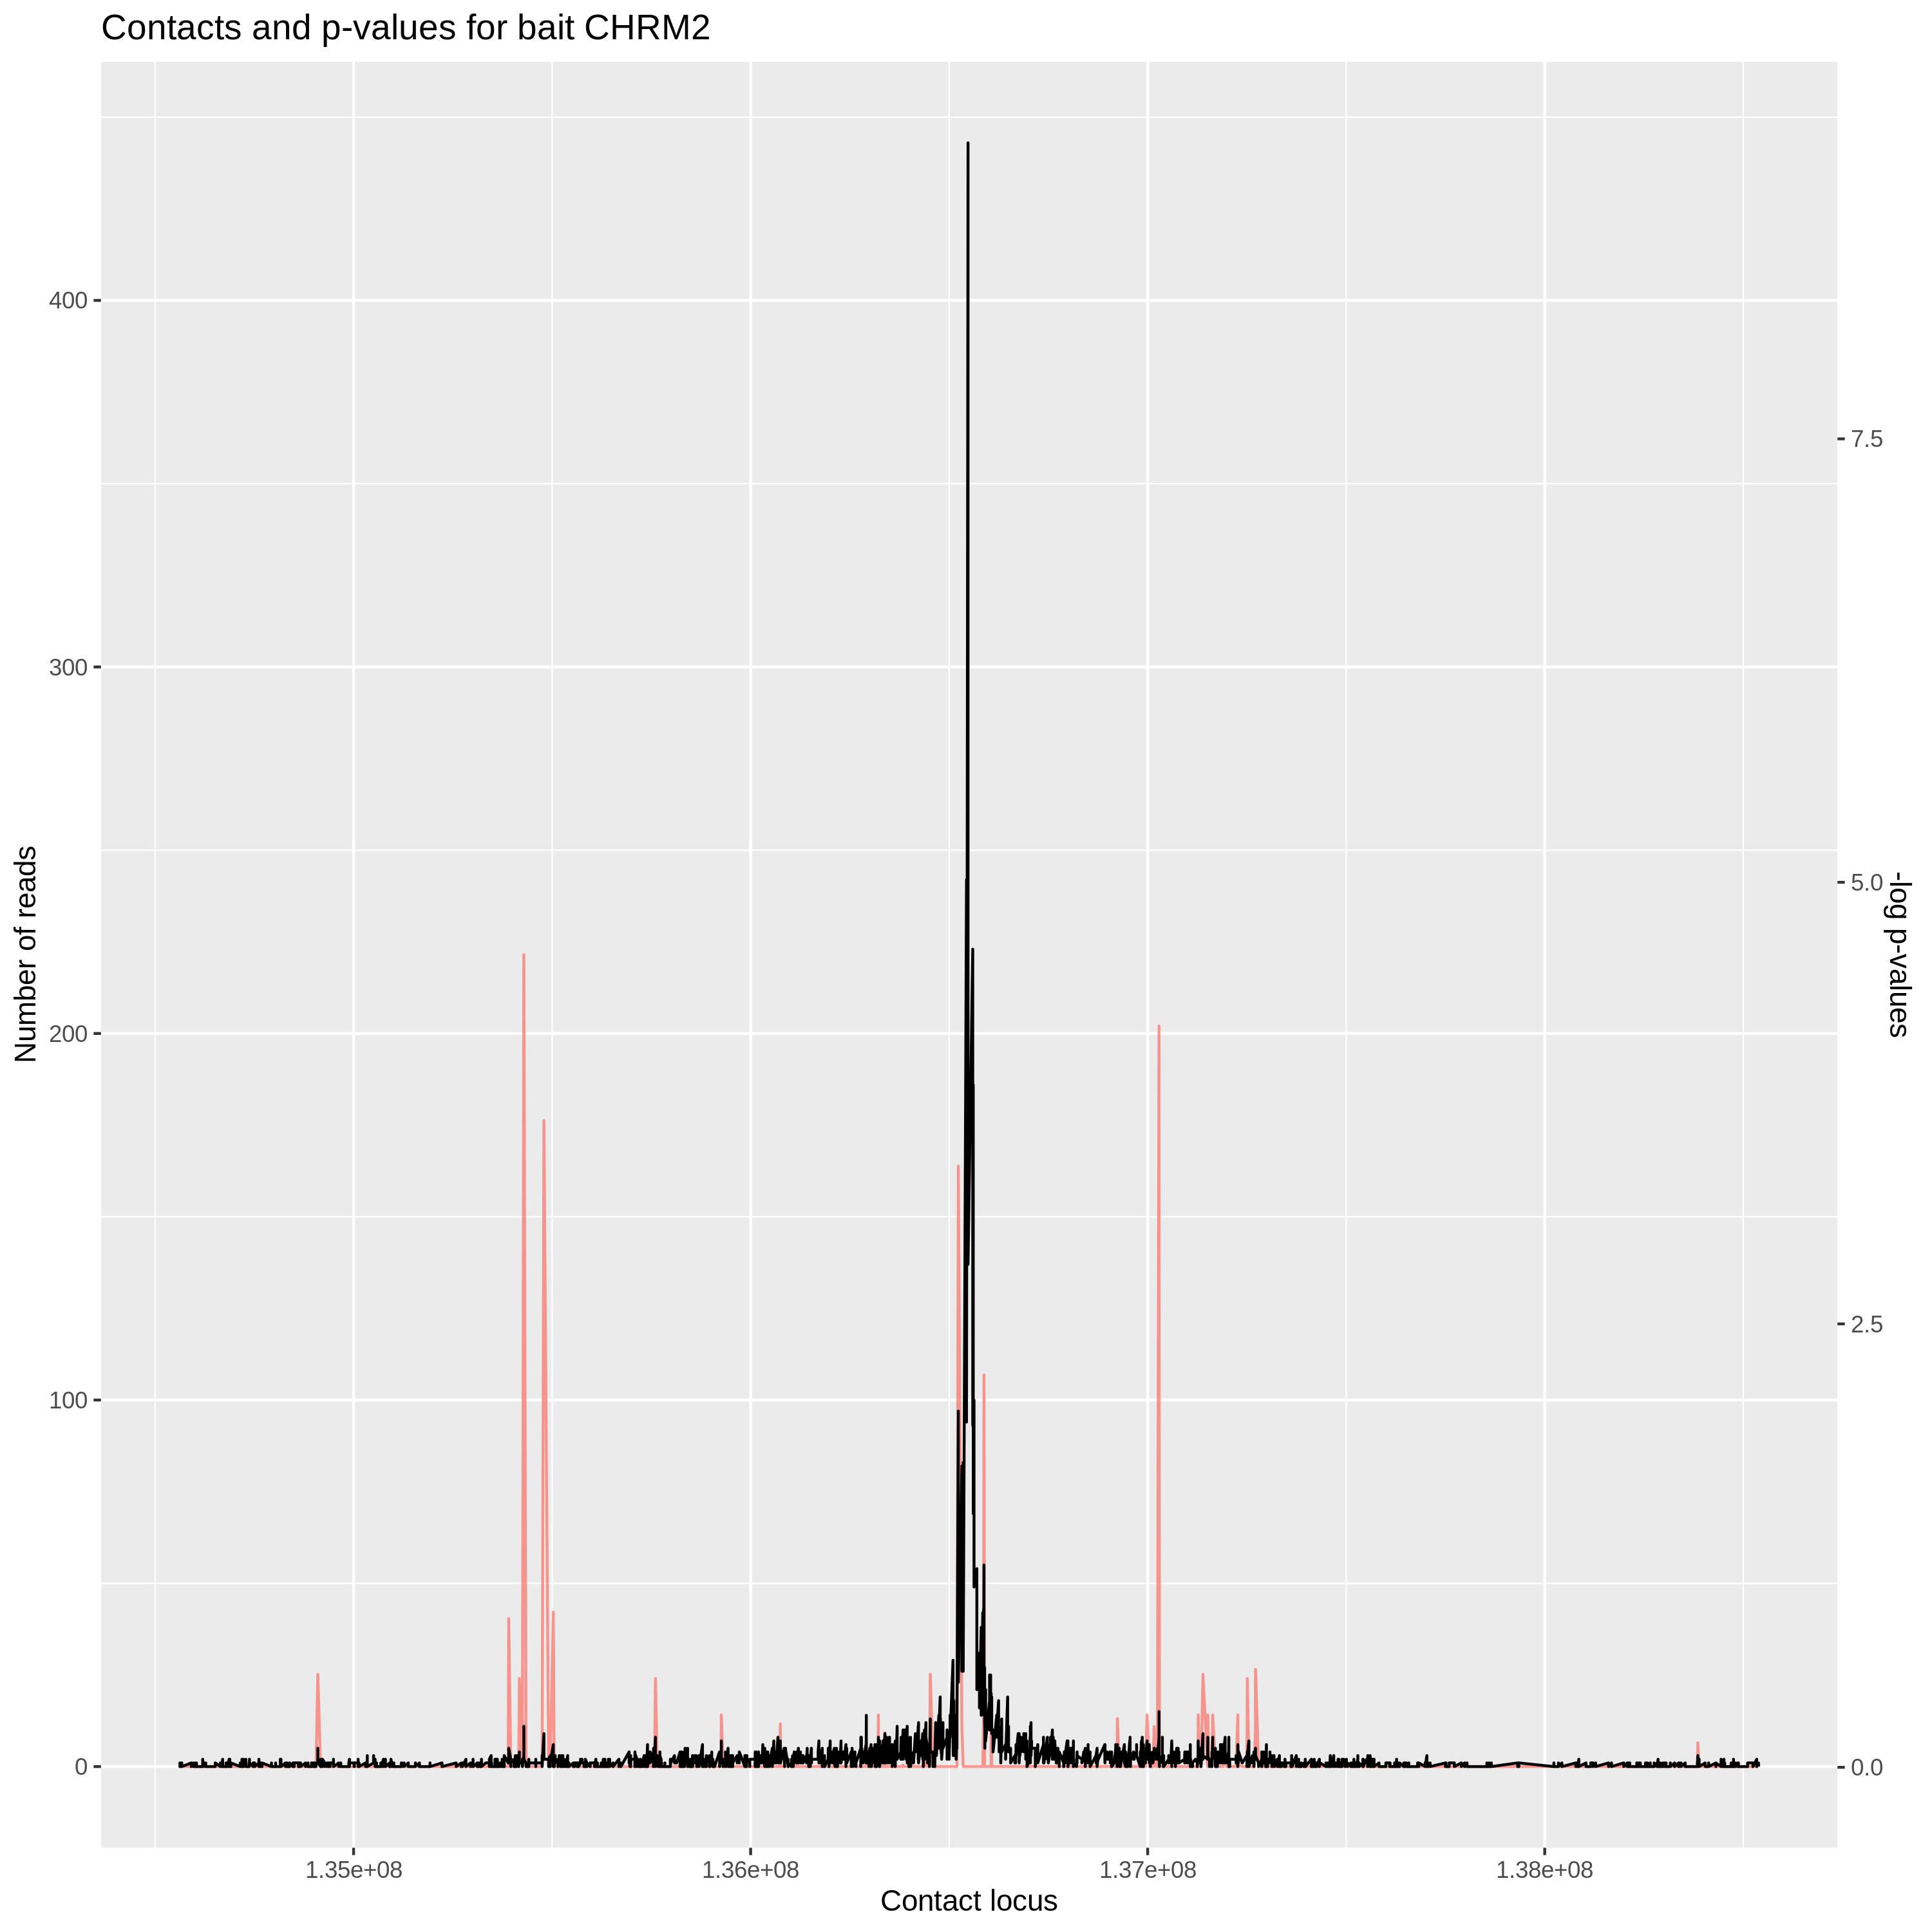 Contacts and p-values for bait CHRM2
400
300
200
100
0
Number of reads
7.5
5.0
2.5
0.0
-log p-values
1.35e+08
1.36e+08
1.37e+08
1.38e+08
Contact locus